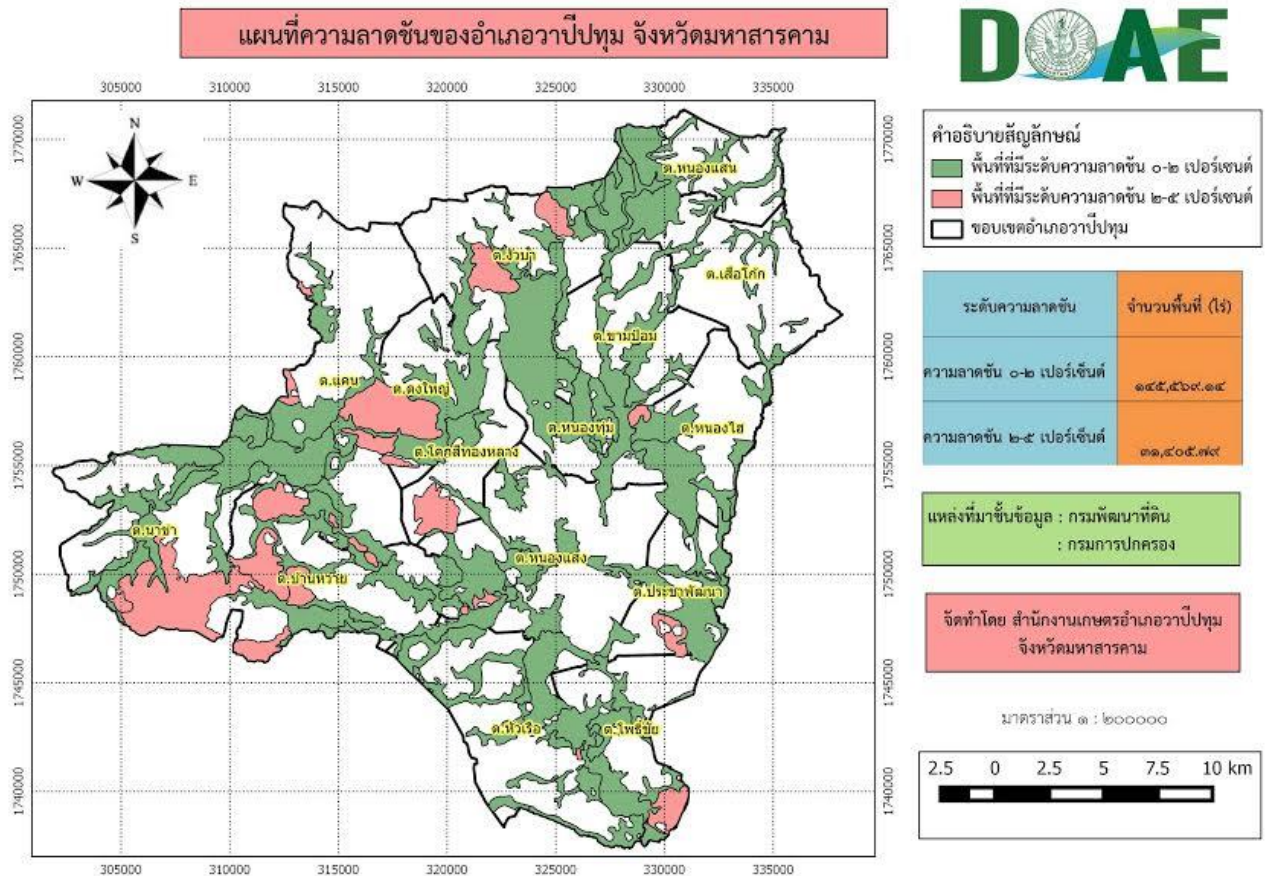 แผนที่ความลาดชันของอำเภอวาปีปทุม จังหวัดมหาสารคาม
DOAE
305000 310000 315000 320000 325000 330000 335000
1770000 1770000
1765000 1765000
1760000 1760000
1755000 1755000
1750000 1750000
1745000 1745000
1740000 1740000
N
W E
S
ต.หนองแสน
ต.งัวบา
ต.เสือโก้ก
ต.ขามป้อม
ต.แคน
ต.ดงใหญ่
ต.หนองทุ่ม
ต.หนองไฮ
ต.โคกสีทองหลาง
ต.นาข่า
ต.หนองแสง
ต.บ้านหวาย
ต.ประชาพัฒนา
ต.หัวเรือ
ต.โพธิ์ชัย
305000 310000 315000 320000 325000 330000 335000
คำอธิบายสัญลักษณ์
พื้นที่ที่มีระดับความลาดชัน ๐-๒ เปอร์เซนต์
พื้นที่ที่มีระดับความลาดชัน ๒-๕ เปอร์เซนต์
ขอบเขตอำเภอวาปีปทุม
ระดับความลาดชัน จำนวนพื้นที่ (ไร่)
ความลาดชัน ๐-๒ เปอร์เซ็นต์ ๑๔๕,๕๖๙.๑๔
ความลาดชัน ๒-๕ เปอร์เซ็นต์ ๓๑,๔๐๕.๗๙
แหล่งที่มาชั้นข้อมูล : กรมพัฒนาที่ดิน
: กรมการปกครอง
จัดทำโดย สำนักงานเกษตรอำเภอวาปีปทุม
จังหวัดมหาสารคาม
มาตราส่วน ๑ : ๒๐๐๐๐๐
2.5 0 2.5 5 7.5 10 km